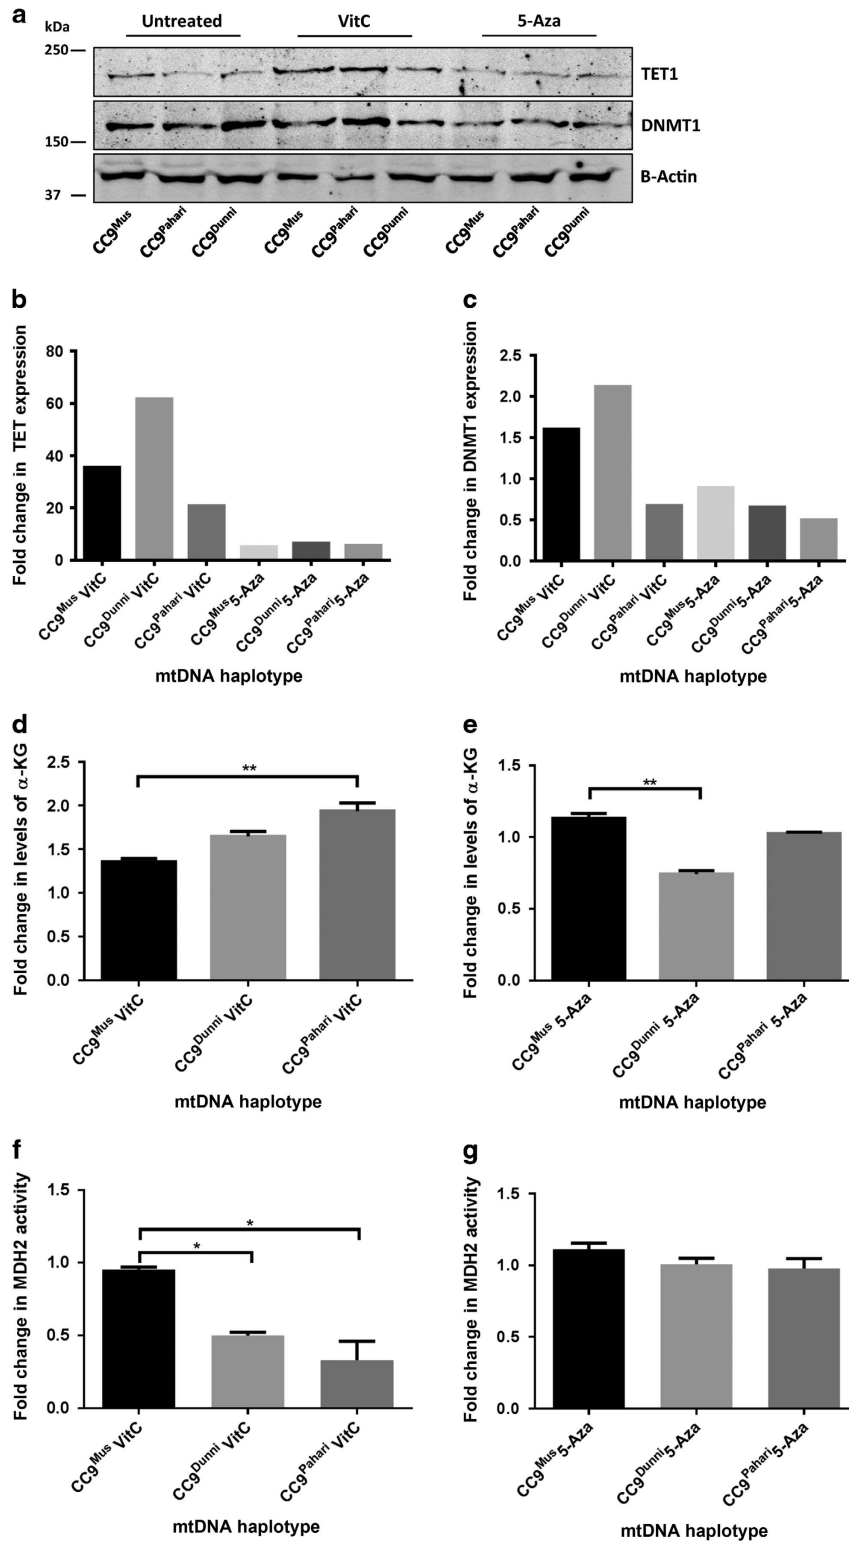 a
Untreated VitC 5-Aza
kDa
250
TET1
DNMT1
150
B-Actin
37
CC9Mus CC9Pahari CC9Dunni CC9Mus CC9Pahari CC9Dunni CC9Mus CC9Pahari CC9Dunni
b
Fold change in TET expression
80
60
40
20
0
CC9Mus VitC
CC9Dunni VitC
CC9Pahari VitC
CC9Mus 5-Aza
CC9Dunni 5-Aza
CC9Pahari 5-Aza
mtDNA haplotype
c
Fold change in DNMT1 expression
2.5
2.0
1.5
1.0
0.5
0.0
CC9Mus VitC
CC9Dunni VitC
CC9Pahari VitC
CC9Mus 5-Aza
CC9Dunni 5-Aza
CC9Pahari 5-Aza
mtDNA haplotype
d
Fold change in levels of α-KG
2.5
2.0
1.5
1.0
0.5
0.0
**
CC9Mus VitC
CC9Dunni VitC
CC9Pahari VitC
mtDNA haplotype
e
Fold change in levels of α-KG
1.5
1.0
0.5
0.0
**
CC9Mus 5-Aza
CC9Dunni 5-Aza
CC9Pahari 5-Aza
mtDNA haplotype
f
Fold change in MDH2 activity
1.5
1.0
0.5
0.0
*
*
CC9Mus VitC
CC9Dunni VitC
CC9Pahari VitC
mtDNA haplotype
g
Fold change in MDH2 activity
1.5
1.0
0.5
0.0
CC9Mus 5-Aza
CC9Dunni 5-Aza
CC9Pahari 5-Aza
mtDNA haplotype